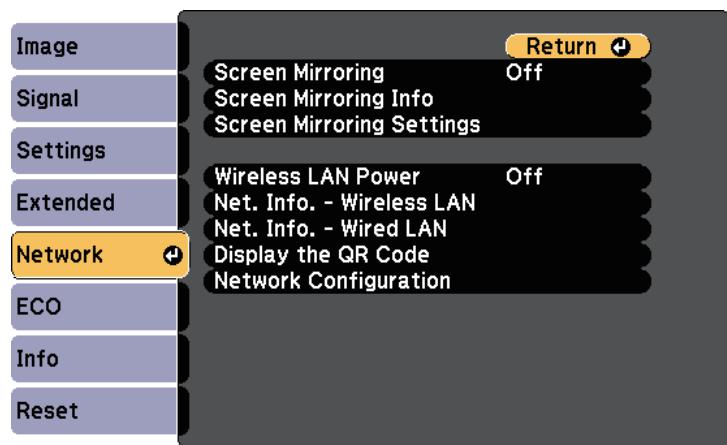 Image
Signal
Settings
Extended
Network
ECO
Info
Reset
Return
Screen Mirroring Off
Screen Mirroring Info
Screen Mirroring Settings
Wireless LAN Power Off
Net. Info. - Wireless LAN
Net. Info. - Wired LAN
Display the QR Code
Network Configuration